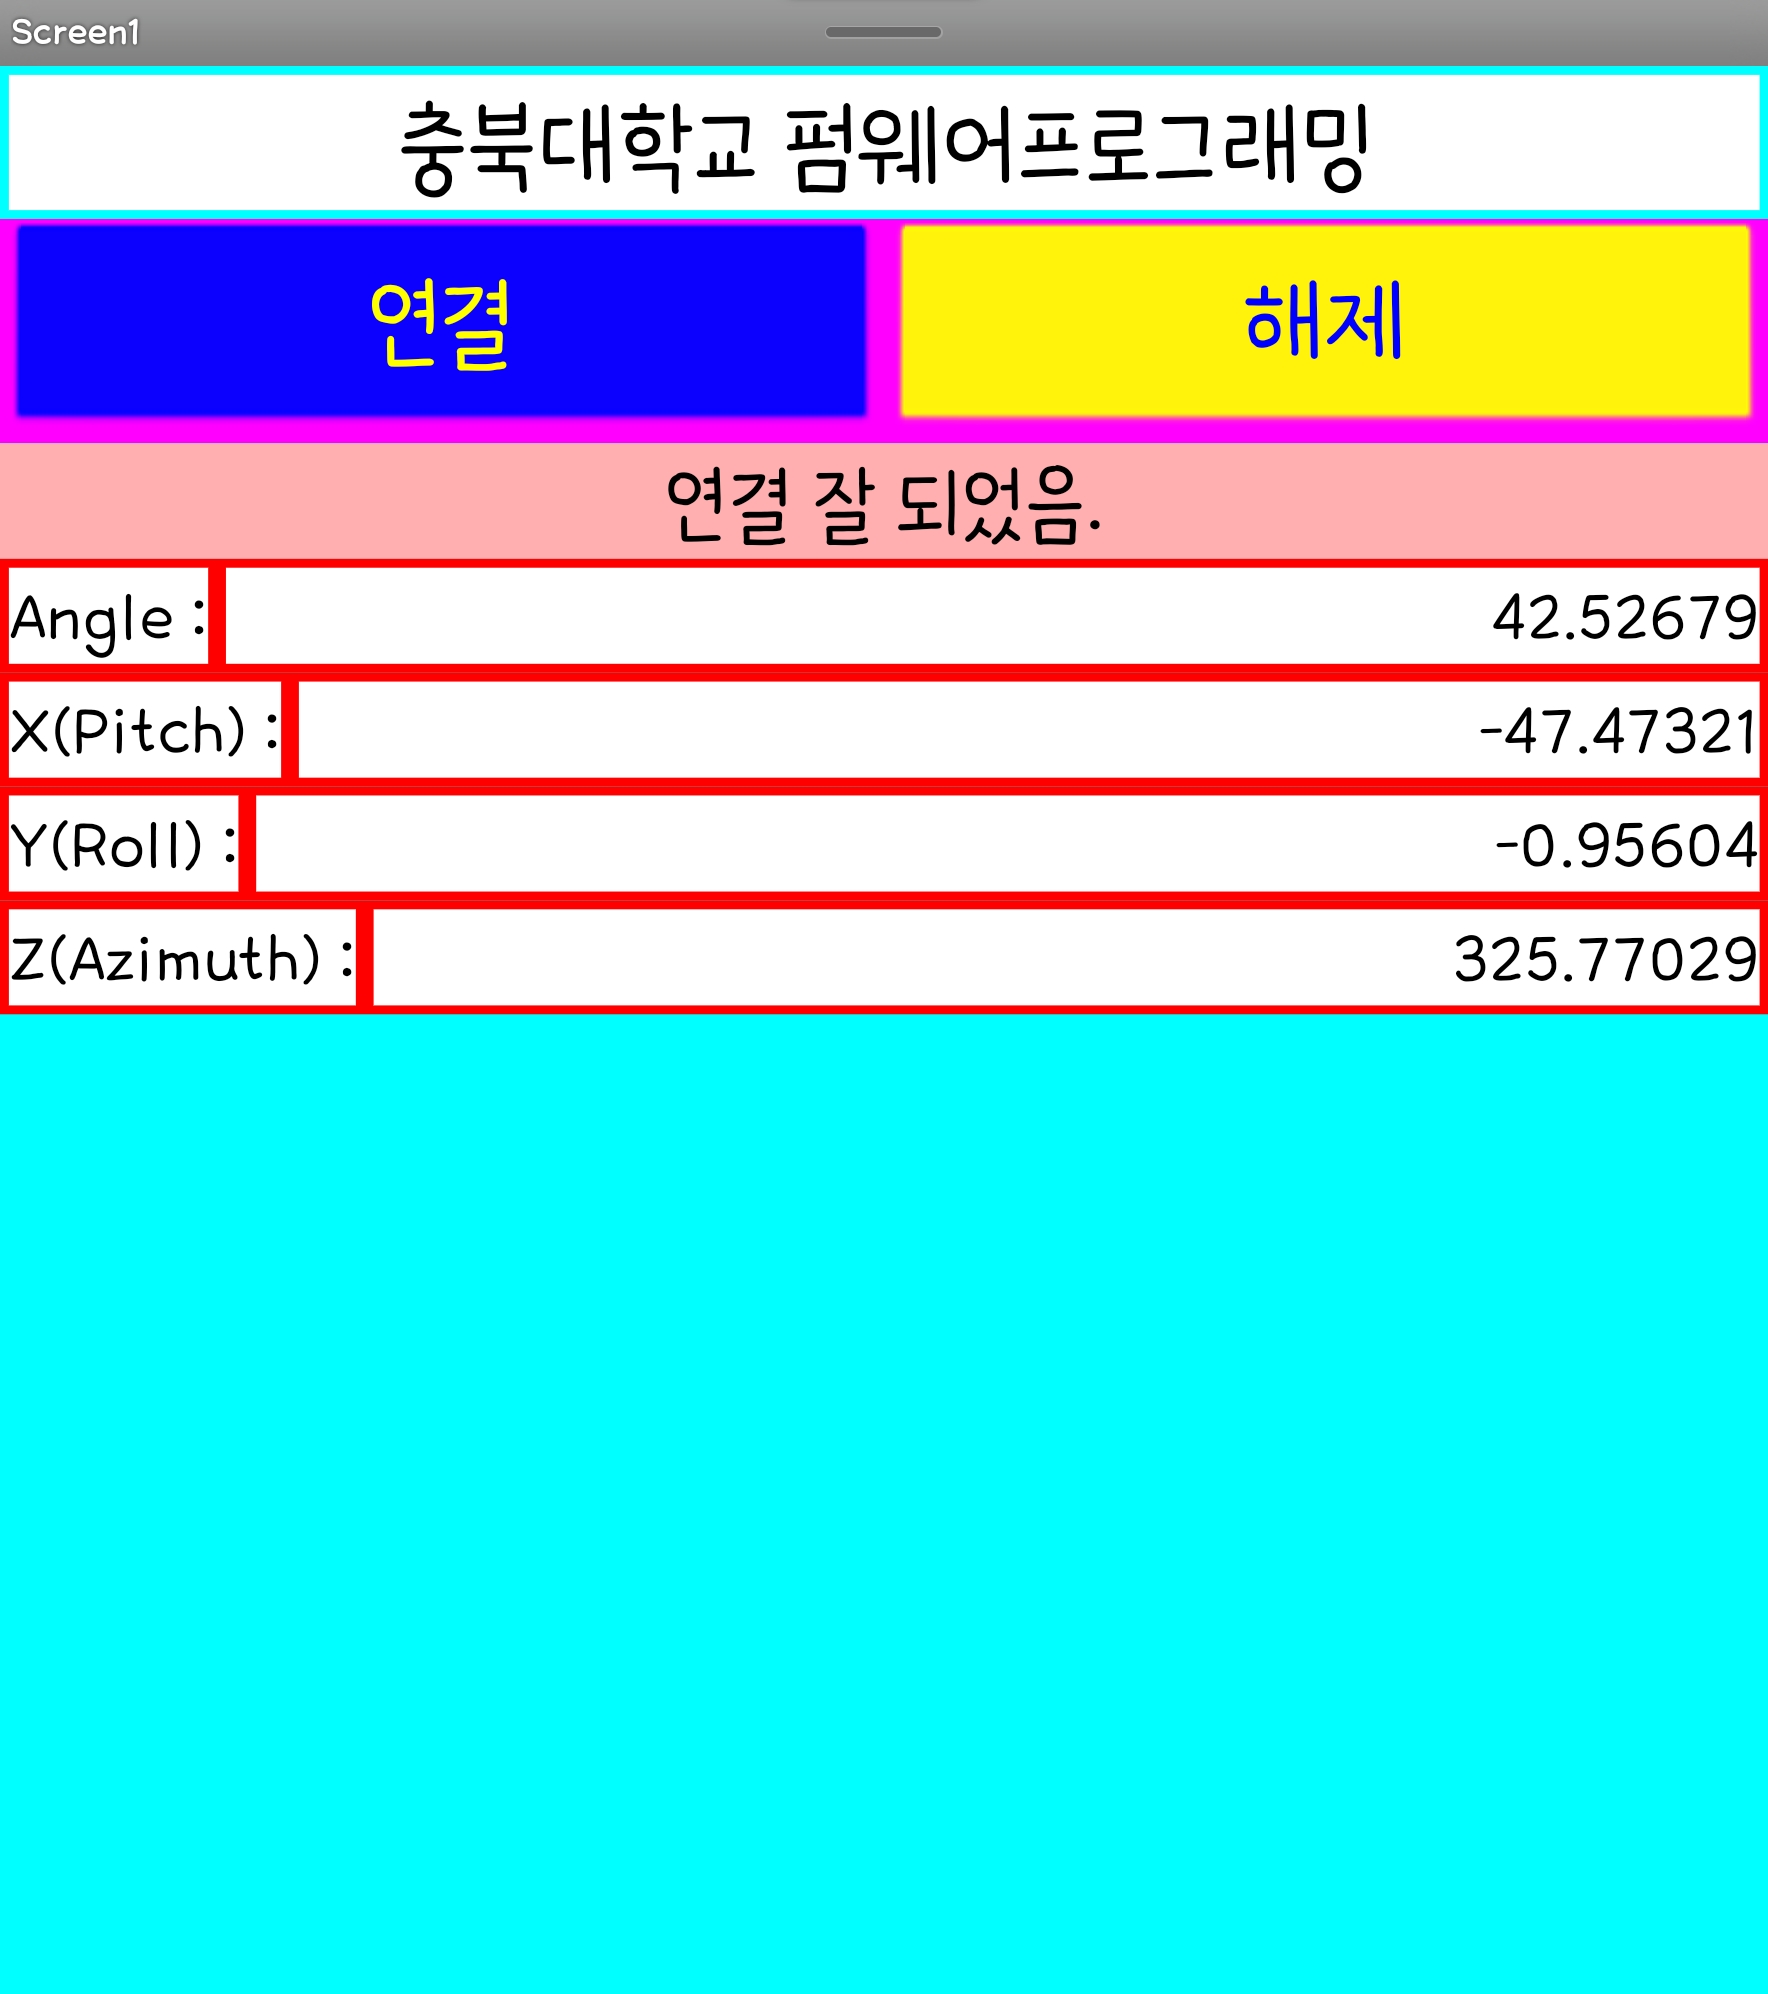 Screen1
충북대학교 펌웨어프로그래밍
연결 해제
연결 잘 되었음.
Angle : 42.52679
X(Pitch) : -47.47321
Y(Roll) : -0.95604
Z(Azimuth) : 325.77029